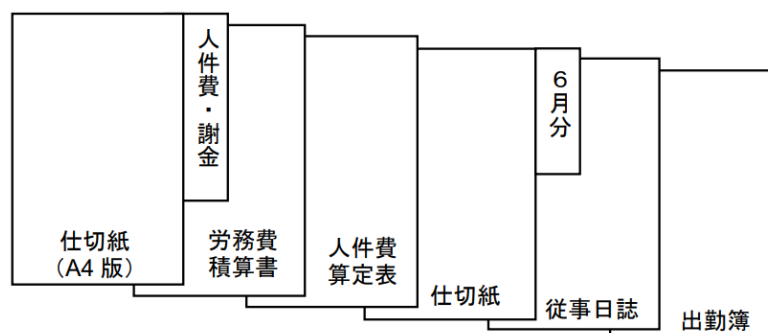 人件費・謝金
6月分
仕切紙
（A4 版）
労務費
積算書
人件費
算定表
仕切紙
従事日誌
出勤簿